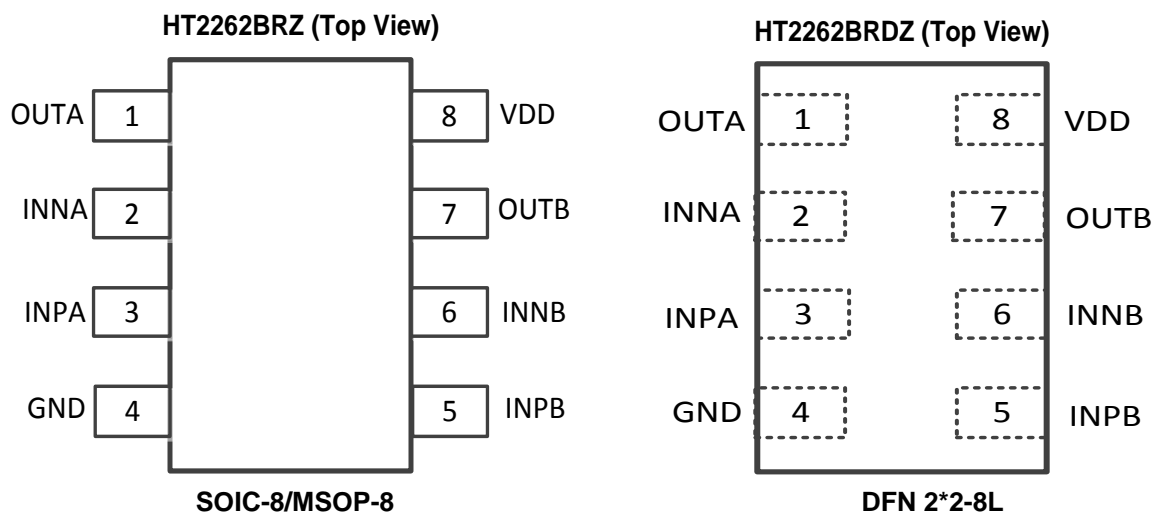 HT2262BRZ (Top View)
OUTA 1 8 VDD
INNA 2 7 OUTB
INPA 3 6 INNB
GND 4 5 INPB
SOIC-8/MSOP-8
HT2262BRDZ (Top View)
OUTA 1 8 VDD
INNA 2 7 OUTB
INPA 3 6 INNB
GND 4 5 INPB
DFN 2*2-8L